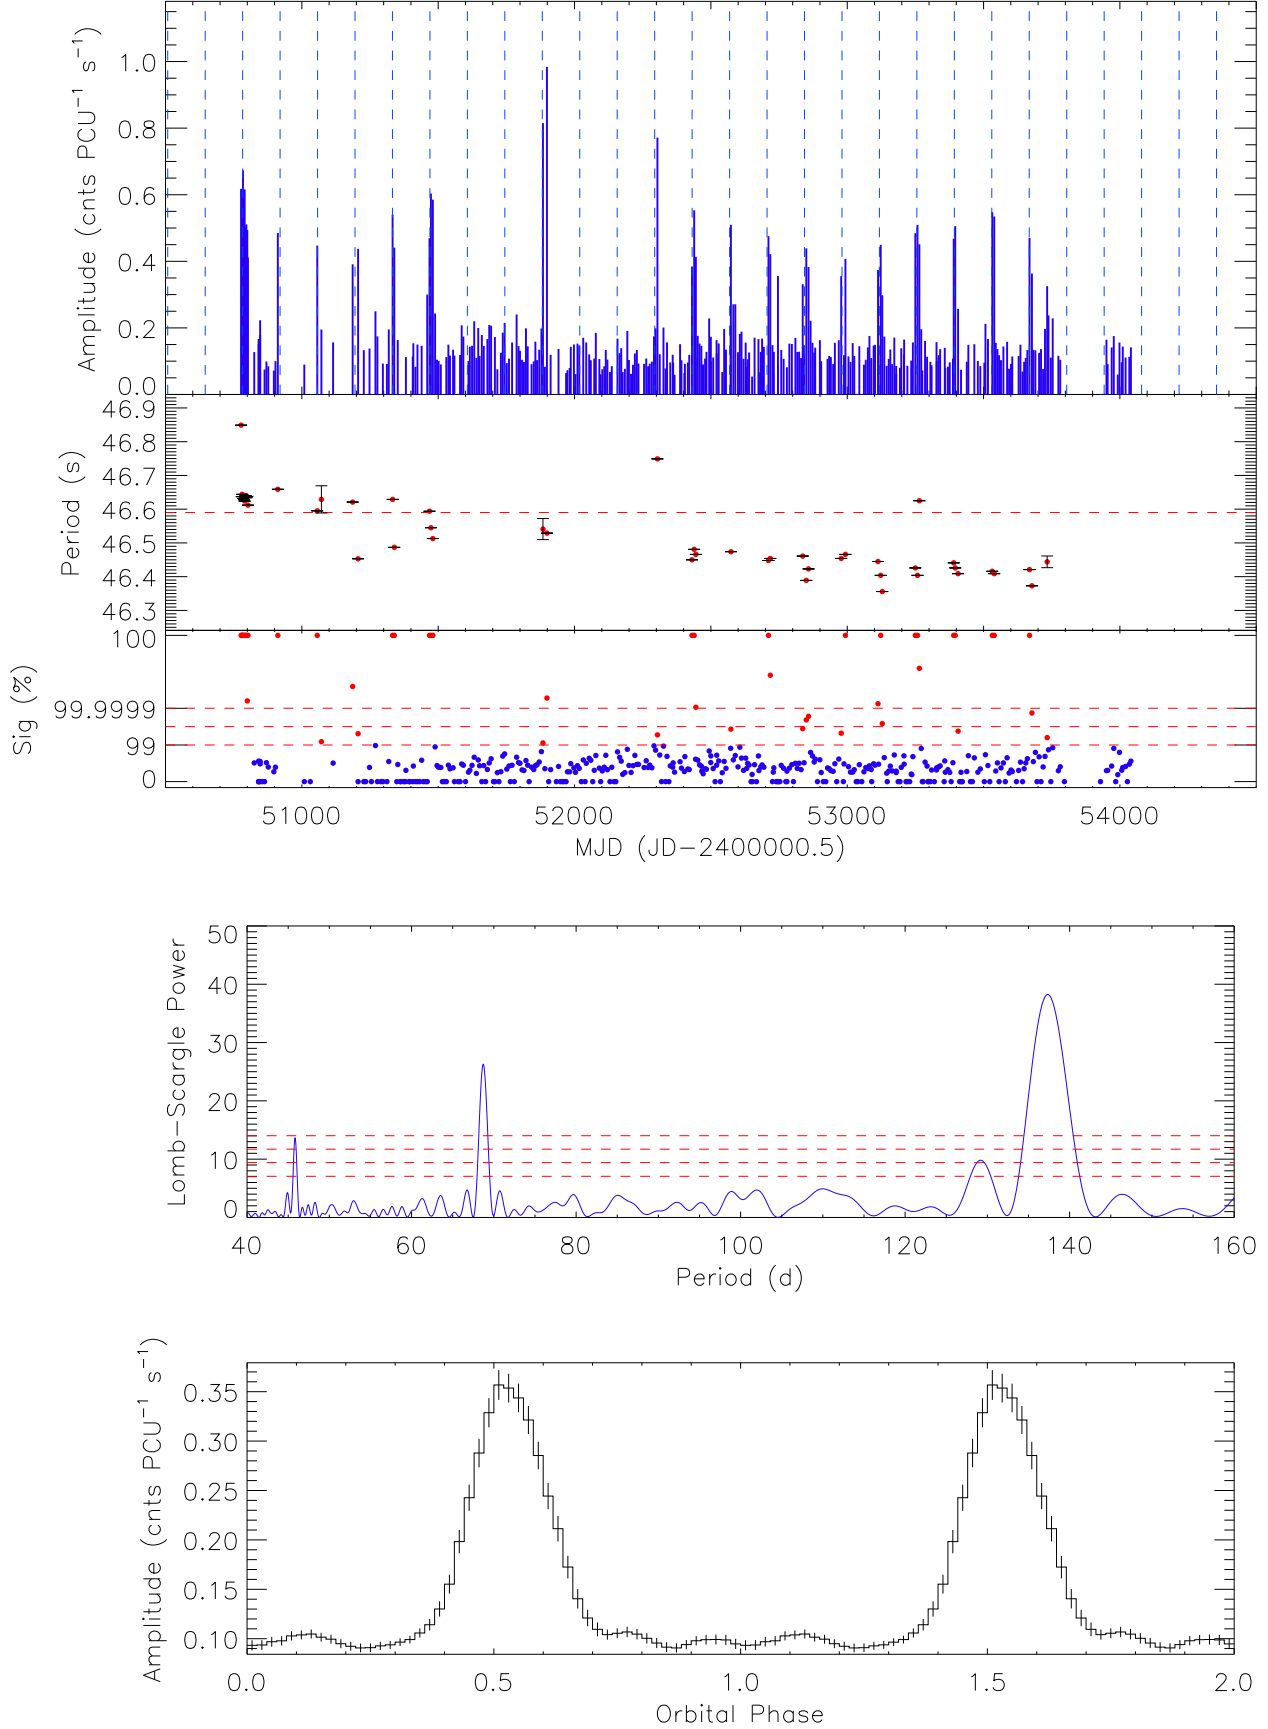 Amplitude (cnts PCU⁻¹ s⁻¹)
1.0
0.8
0.6
0.4
0.2
0.0
Period (s)
46.9
46.8
46.7
46.6
46.5
46.4
46.3
Sig (%)
100
99.9999
99
0
51000 52000 53000 54000
MJD (JD-2400000.5)
Lomb-Scargle Power
50
40
30
20
10
0
40 60 80 100 120 140 160
Period (d)
Amplitude (cnts PCU⁻¹ s⁻¹)
0.35
0.30
0.25
0.20
0.15
0.10
0.0 0.5 1.0 1.5 2.0
Orbital Phase